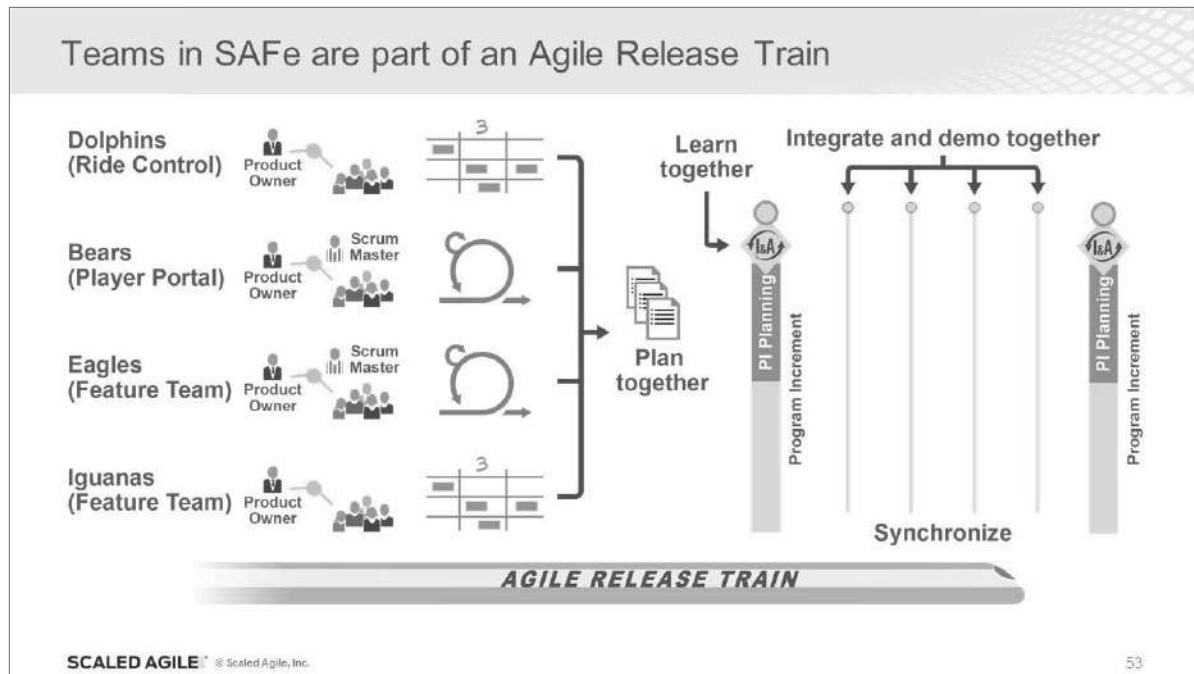 Teams in SAFe are part of an Agile Release Train
Dolphins
(Ride Control)
Product
Owner
3
Bears
(Player Portal)
Product
Owner
Scrum
Master
Eagles
(Feature Team)
Product
Owner
Scrum
Master
Iguanas
(Feature Team)
Product
Owner
3
Plan
together
Learn
together
Integrate and demo together
I&A
PI Planning
Program Increment
I&A
PI Planning
Program Increment
Synchronize
AGILE RELEASE TRAIN
SCALED AGILE
© Scaled Agile, Inc.
53